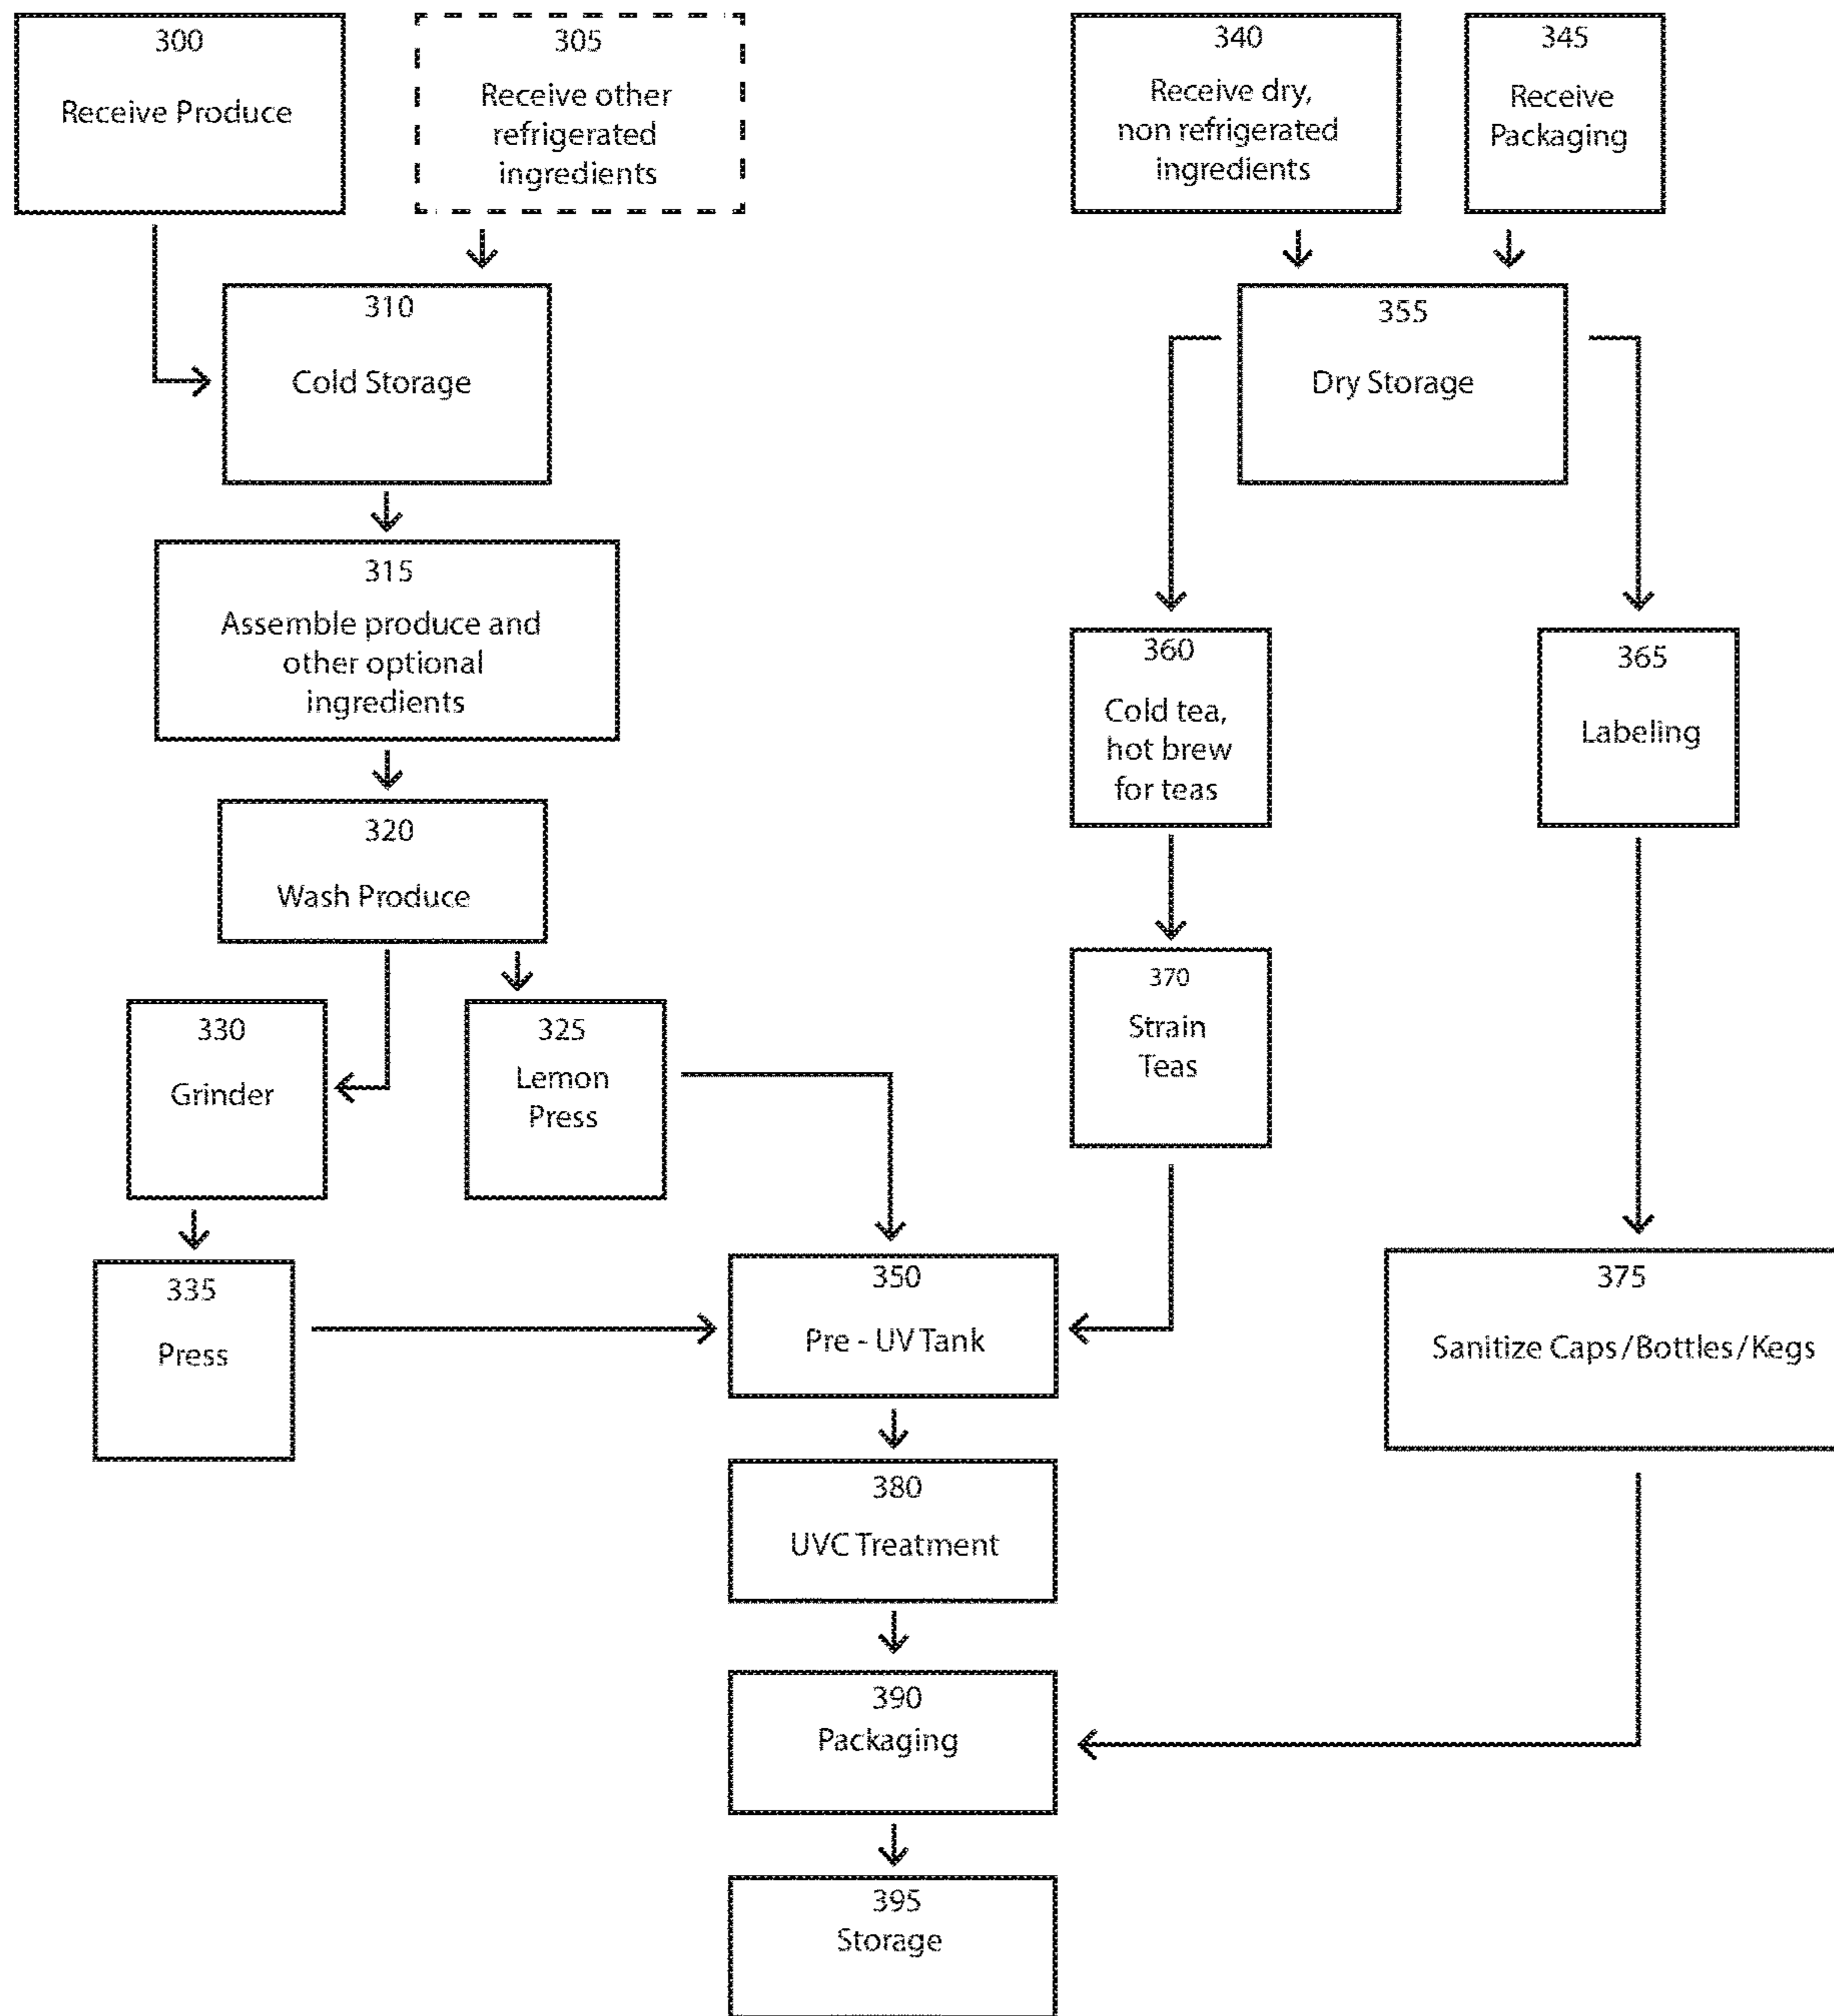 300
Receive Produce
305
Receive other
refrigerated
ingredients
340
Receive dry,
non refrigerated
ingredients
345
Receive
Packaging
310
Cold Storage
355
Dry Storage
315
Assemble produce and
other optional
ingredients
360
Cold tea,
hot brew
for teas
365
Labeling
320
Wash Produce
330
Grinder
325
Lemon
Press
370
Strain
Teas
335
Press
350
Pre - UV Tank
375
Sanitize Caps/Bottles/Kegs
380
UVC Treatment
390
Packaging
395
Storage